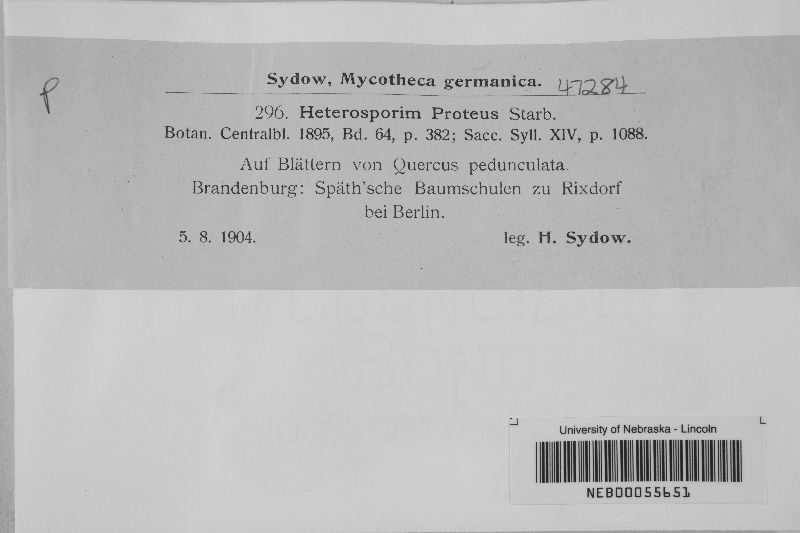 Sydow, Mycotheca germanica. 47284
P
296. Heterosporim Proteus Starb.
Botan. Centralbl. 1895, Bd. 64, p. 382; Sacc. Syll. XIV, p. 1088.
Auf Blättern von Quercus pedunculata.
Brandenburg: Späth'sche Baumschulen zu Rixdorf
bei Berlin.
5. 8. 1904. leg. H. Sydow.
University of Nebraska - Lincoln
NEB00055651